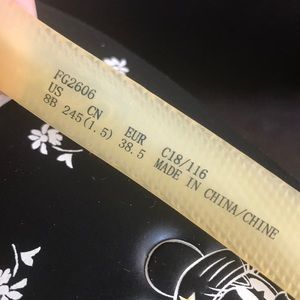 FG2606
US CN EUR C18/116
8B 245(1.5) 38.5 MADE IN CHINA/CHINE